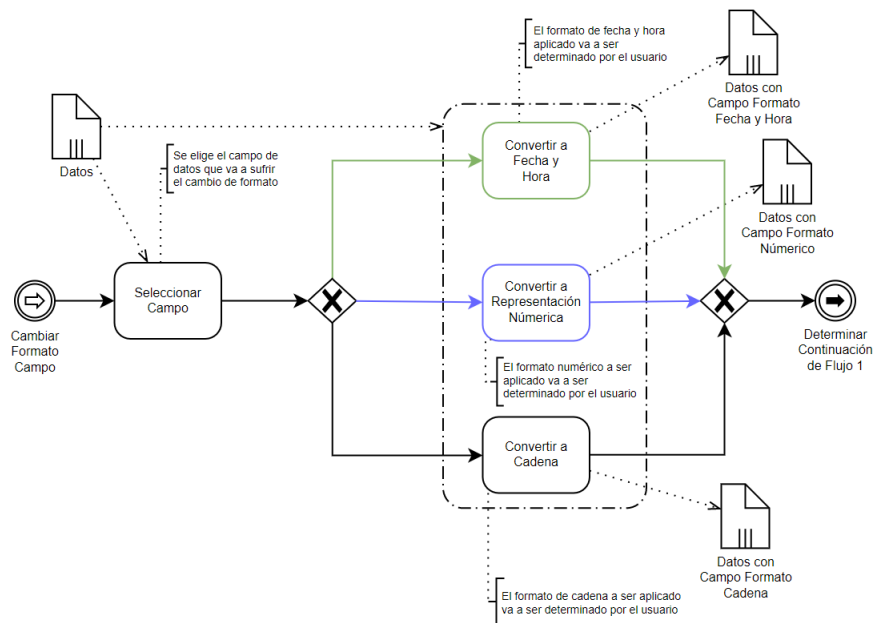 El formato de fecha y hora
aplicado va a ser
determinado por el usuario
Datos con
Campo Formato
Fecha y Hora
Datos
Se elige el campo de
datos que va a sufrir
el cambio de formato
Convertir a
Fecha y
Hora
Datos con
Campo Formato
Númerico
Cambiar
Formato
Campo
Seleccionar
Campo
Convertir a
Representación
Númerica
Determinar
Continuación
de Flujo 1
El formato numérico a ser
aplicado va a ser
determinado por el usuario
Convertir a
Cadena
Datos con
Campo Formato
Cadena
El formato de cadena a ser aplicado
va a ser determinado por el usuario